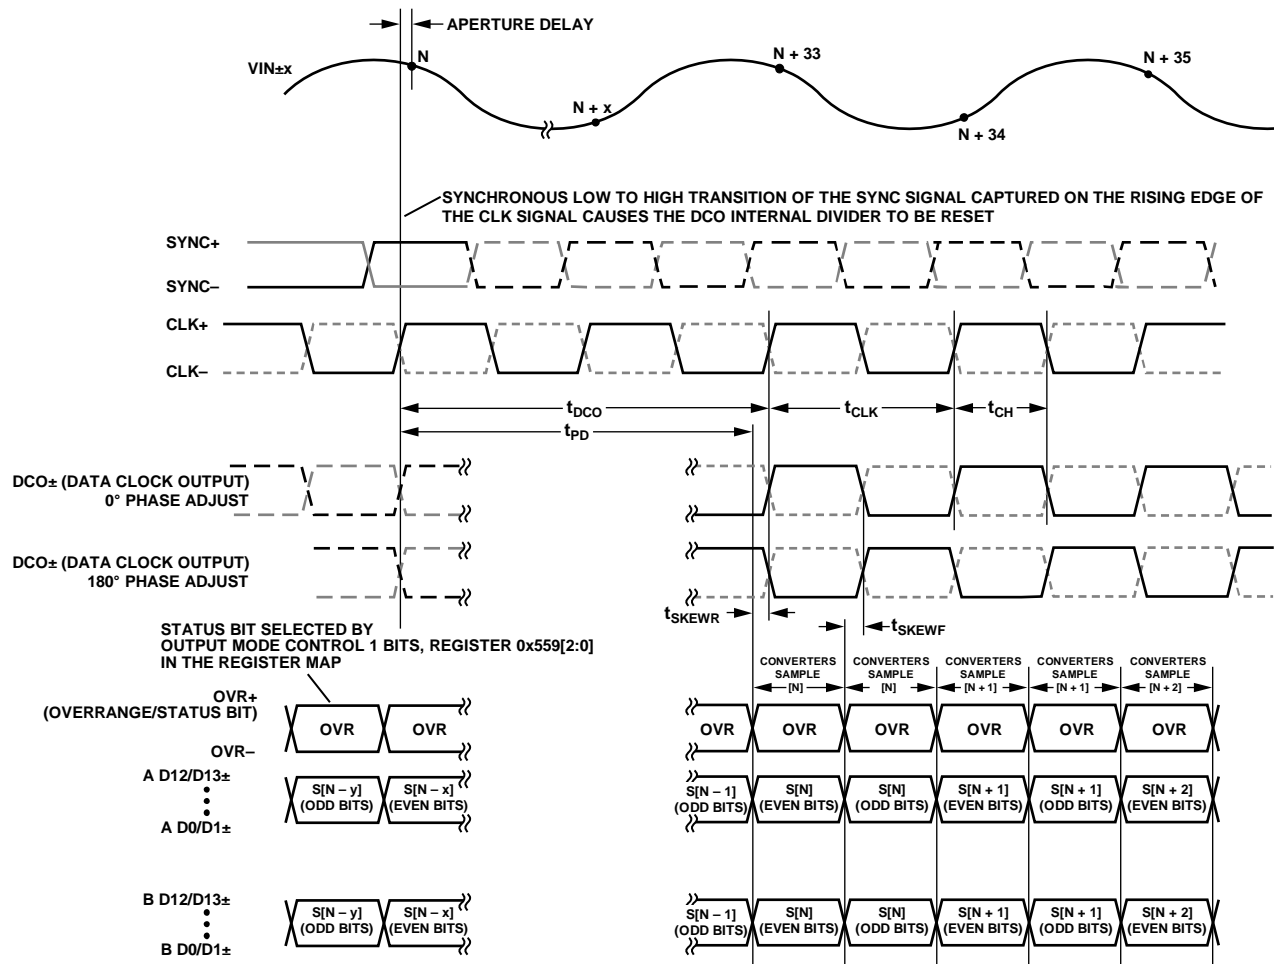 APERTURE DELAY
VIN±x
N
N + x
N + 33
N + 34
N + 35
SYNCHRONOUS LOW TO HIGH TRANSITION OF THE SYNC SIGNAL CAPTURED ON THE RISING EDGE OF
THE CLK SIGNAL CAUSES THE DCO INTERNAL DIVIDER TO BE RESET
SYNC+
SYNC–
CLK+
CLK–
tDCO
tCLK
tCH
tPD
DCO± (DATA CLOCK OUTPUT)
0° PHASE ADJUST
DCO± (DATA CLOCK OUTPUT)
180° PHASE ADJUST
tSKEWR
tSKEWF
STATUS BIT SELECTED BY
OUTPUT MODE CONTROL 1 BITS, REGISTER 0x559[2:0]
IN THE REGISTER MAP
CONVERTERS CONVERTERS CONVERTERS CONVERTERS CONVERTERS
SAMPLE SAMPLE SAMPLE SAMPLE SAMPLE
[N] [N] [N + 1] [N + 1] [N + 2]
OVR+
(OVERRANGE/STATUS BIT)
OVR–
OVR OVR OVR OVR OVR OVR OVR OVR
A D12/D13±
A D0/D1±
S[N – y] S[N – x] S[N – 1] S[N] S[N] S[N + 1] S[N + 1] S[N + 2]
(ODD BITS) (EVEN BITS) (ODD BITS) (EVEN BITS) (ODD BITS) (EVEN BITS) (ODD BITS) (EVEN BITS)
B D12/D13±
B D0/D1±
S[N – y] S[N – x] S[N – 1] S[N] S[N] S[N + 1] S[N + 1] S[N + 2]
(ODD BITS) (EVEN BITS) (ODD BITS) (EVEN BITS) (ODD BITS) (EVEN BITS) (ODD BITS) (EVEN BITS)